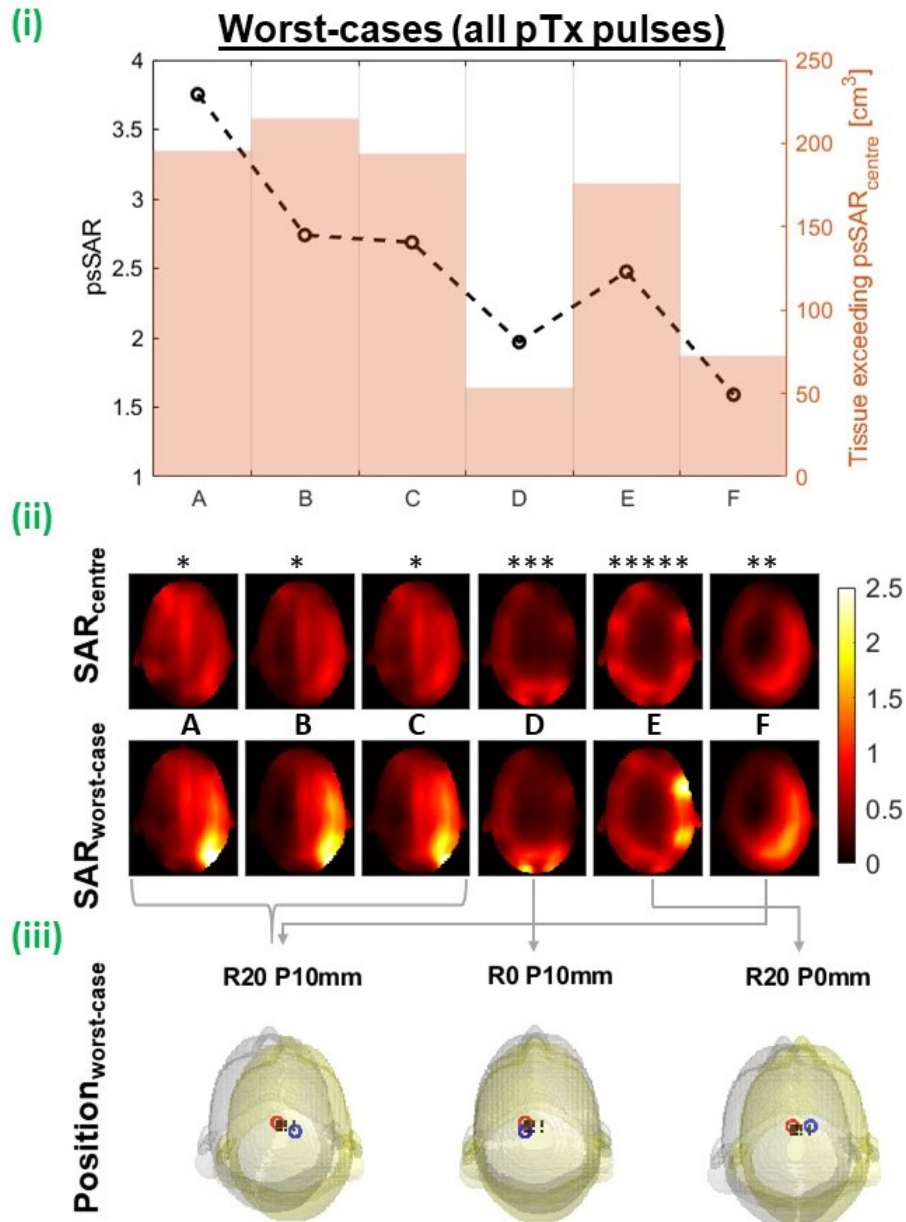 (i)
Worst-cases (all pTx pulses)
4
3.5
3
2.5
2
1.5
1
psSAR
250
200
150
100
50
0
Tissue exceeding psSARcentre [cm³]
A B C D E F
(ii)
SARcentre
* * * *** ***** **
A B C D E F
SARworst-case
2.5
2
1.5
1
0.5
0
(iii)
R20 P10mm R0 P10mm R20 P0mm
Positionworst-case